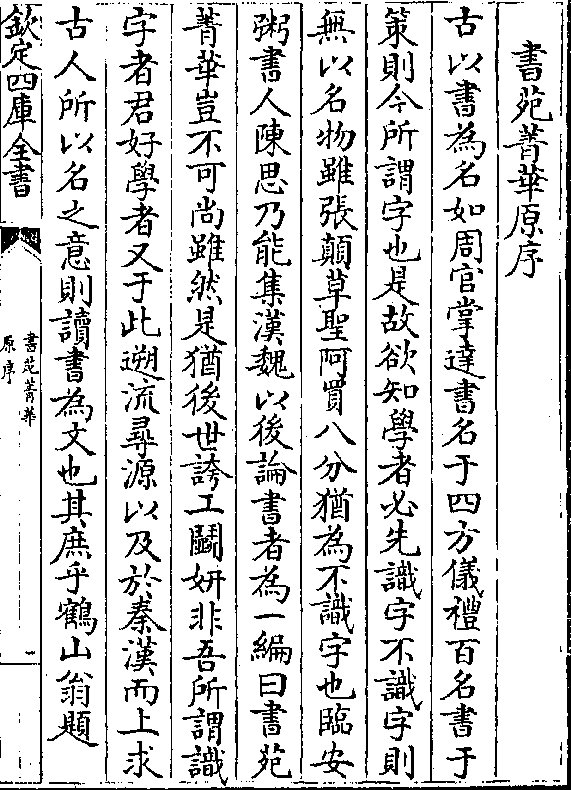 書苑菁華原序
古以書為名如周官掌達書名于四方儀禮百名書于
策則今所謂字也是故欲知學者必先識字不識字則
無以名物雖張顛草聖阿買八分猶為不識字也臨安
粥書人陳思乃能集漢魏以後論書者為一編曰書苑
菁華豈不可尚雖然是猶後世誇工鬭妍非吾所謂識
字者君好學者又于此遡流尋源以及於秦漢而上求
古人所以名之意則讀書為文也其庶乎鶴山翁題
欽定四庫全書
書苑菁華
原序
一